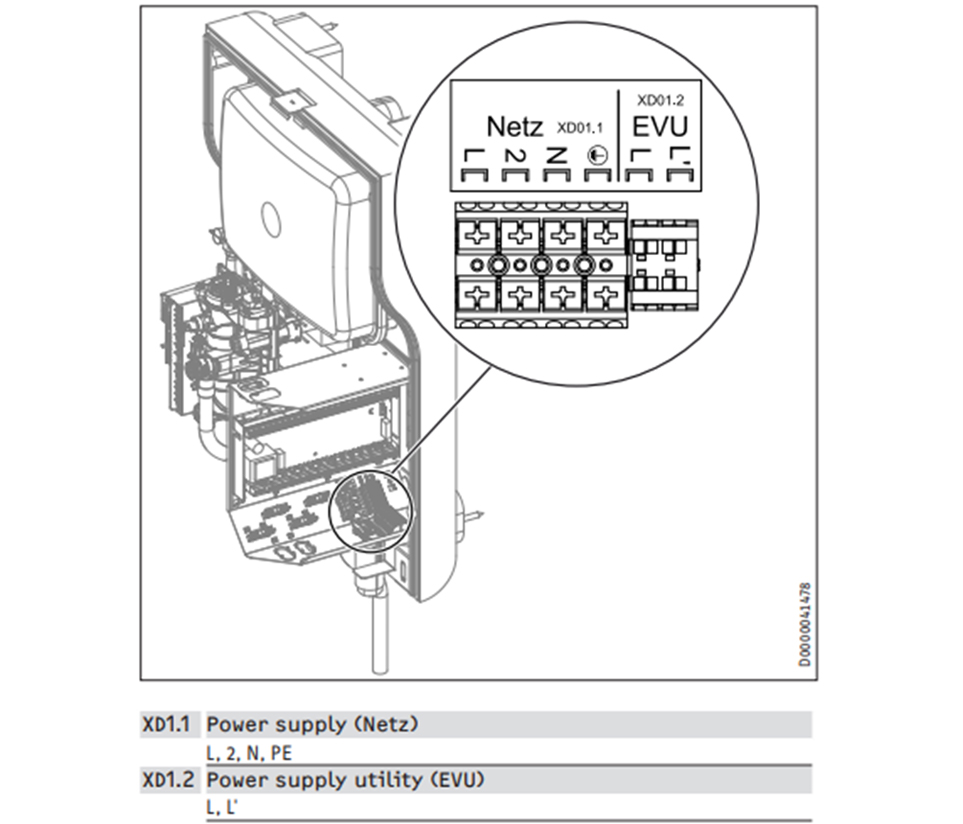 XD01.2
Netz XD01.1 EVU
L 2 N L L'
D0000041478
XD1.1 Power supply (Netz)
L, 2, N, PE
XD1.2 Power supply utility (EVU)
L, L'